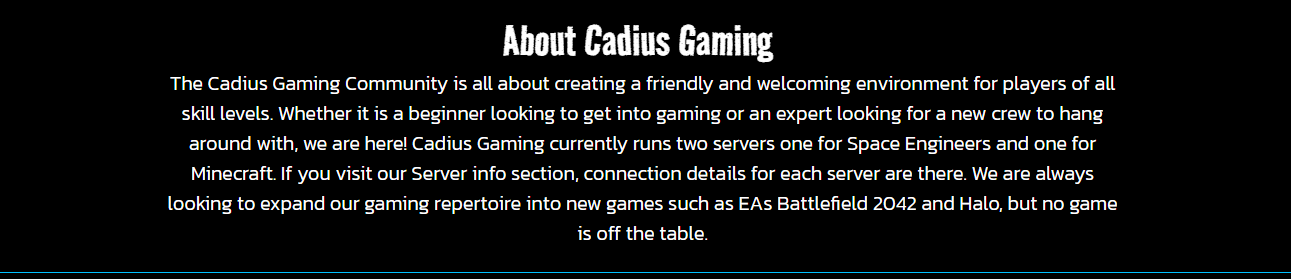 About Cadius Gaming
The Cadius Gaming Community is all about creating a friendly and welcoming environment for players of all
skill levels. Whether it is a beginner looking to get into gaming or an expert looking for a new crew to hang
around with, we are here! Cadius Gaming currently runs two servers one for Space Engineers and one for
Minecraft. If you visit our Server info section, connection details for each server are there. We are always
looking to expand our gaming repertoire into new games such as EAs Battlefield 2042 and Halo, but no game
is off the table.